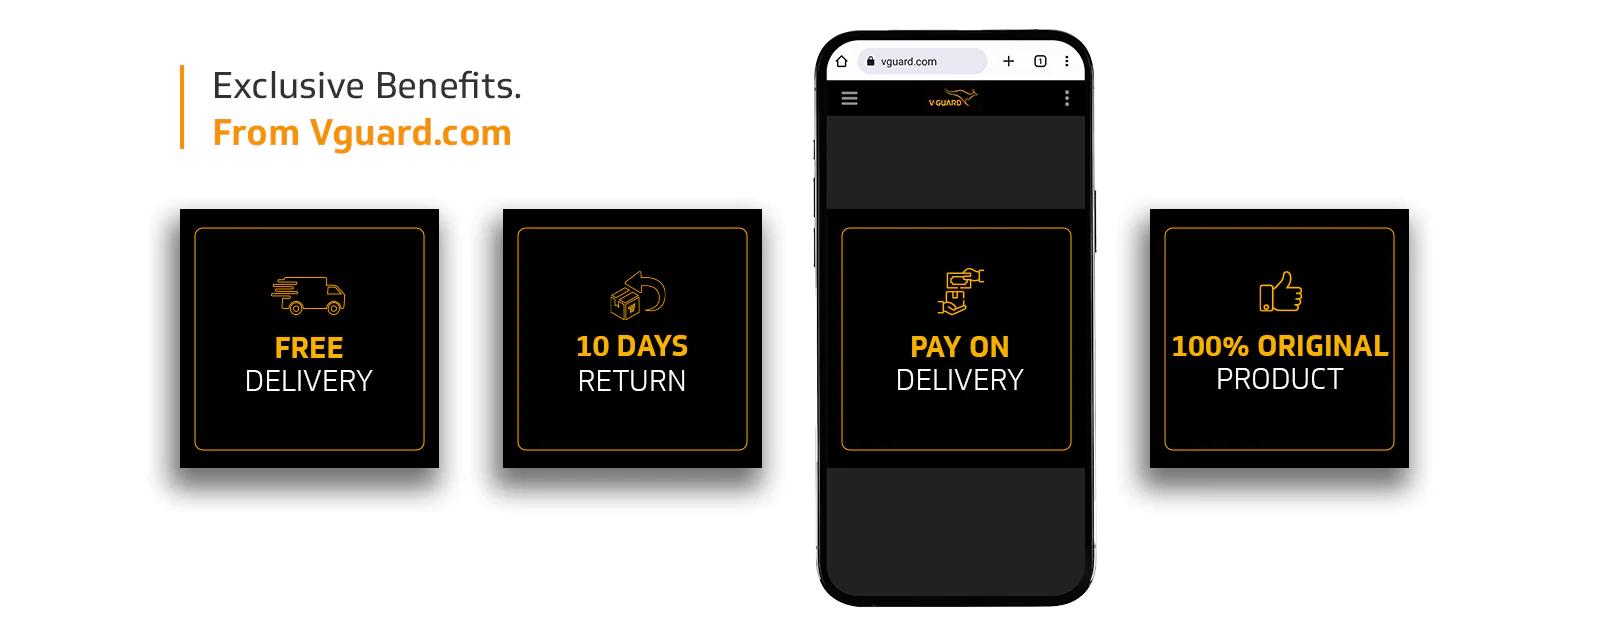 Exclusive Benefits.
From Vguard.com
vguard.com
1
V-GUARD
FREE
DELIVERY
10 DAYS
RETURN
PAY ON
DELIVERY
100% ORIGINAL
PRODUCT